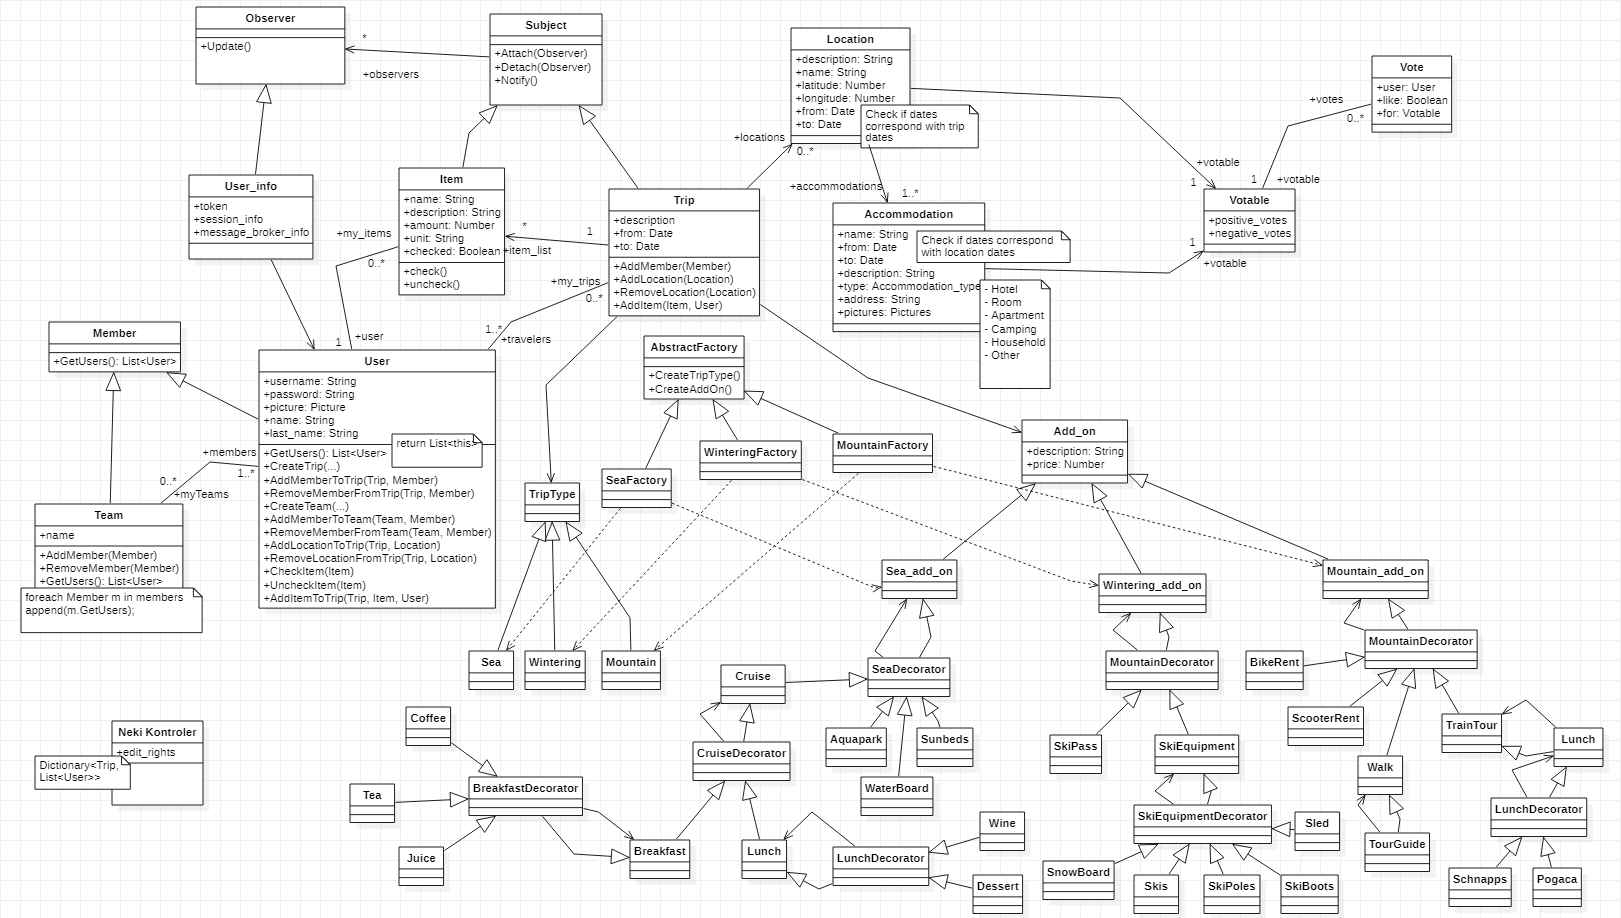 Observer
+Update()
*
+observers
Subject
+Attach(Observer)
+Detach(Observer)
+Notify()
Location
+description: String
+name: String
+latitude: Number
+longitude: Number
+from: Date
+to: Date
Check if dates
correspond with trip
dates
Vote
+user: User
+like: Boolean
+for: Votable
+votes
0..*
+locations
0..*
+accommodations
1..*
+votable
1
1
+votable
Votable
+positive_votes
+negative_votes
1
+votable
User_info
+token
+session_info
+message_broker_info
Item
+name: String
+description: String
+amount: Number
+unit: String
+checked: Boolean
+check()
+uncheck()
+my_items
0..*
*
1
+item_list
Trip
+description
+from: Date
+to: Date
+AddMember(Member)
+AddLocation(Location)
+RemoveLocation(Location)
+AddItem(Item, User)
+my_trips
0..*
Accommodation
+name: String
+from: Date
+to: Date
+description: String
+type: Accommodation_type
+address: String
+pictures: Pictures
Check if dates correspond
with location dates
- Hotel
- Room
- Apartment
- Camping
- Household
- Other
Member
+GetUsers(): List<User>
1
+user
1..*
+travelers
User
+username: String
+password: String
+picture: Picture
+name: String
+last_name: String
+GetUsers(): List<User>
+CreateTrip(...)
+AddMemberToTrip(Trip, Member)
+RemoveMemberFromTrip(Trip, Member)
+CreateTeam(...)
+AddMemberToTeam(Team, Member)
+RemoveMemberFromTeam(Team, Member)
+AddLocationToTrip(Trip, Location)
+RemoveLocationFromTrip(Trip, Location)
+CheckItem(Item)
+UncheckItem(Item)
+AddItemToTrip(Trip, Item, User)
return List<this>
+members
1..*
0..*
+myTeams
Team
+name
+AddMember(Member)
+RemoveMember(Member)
+GetUsers(): List<User>
foreach Member m in members
append(m.GetUsers);
AbstractFactory
+CreateTripType()
+CreateAddOn()
SeaFactory
WinteringFactory
MountainFactory
Add_on
+description: String
+price: Number
TripType
Sea
Wintering
Mountain
Sea_add_on
Wintering_add_on
Mountain_add_on
Cruise
SeaDecorator
MountainDecorator
BikeRent
MountainDecorator
Neki Kontroler
+edit_rights
Dictionary<Trip,
List<User>>
Coffee
CruiseDecorator
Aquapark
Sunbeds
WaterBoard
SkiPass
SkiEquipment
ScooterRent
TrainTour
Lunch
Walk
Tea
BreakfastDecorator
Juice
Breakfast
Lunch
LunchDecorator
Wine
Dessert
SkiEquipmentDecorator
Sled
SnowBoard
Skis
SkiPoles
SkiBoots
TourGuide
LunchDecorator
Schnapps
Pogaca